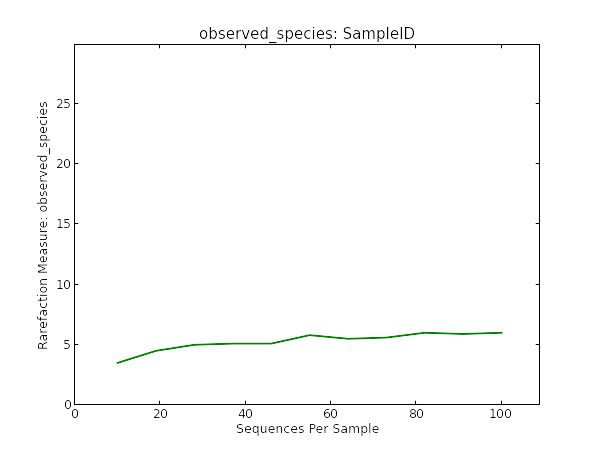 observed_species: SampleID
Rarefaction Measure: observed_species
25
20
15
10
5
0
0 20 40 60 80 100
Sequences Per Sample